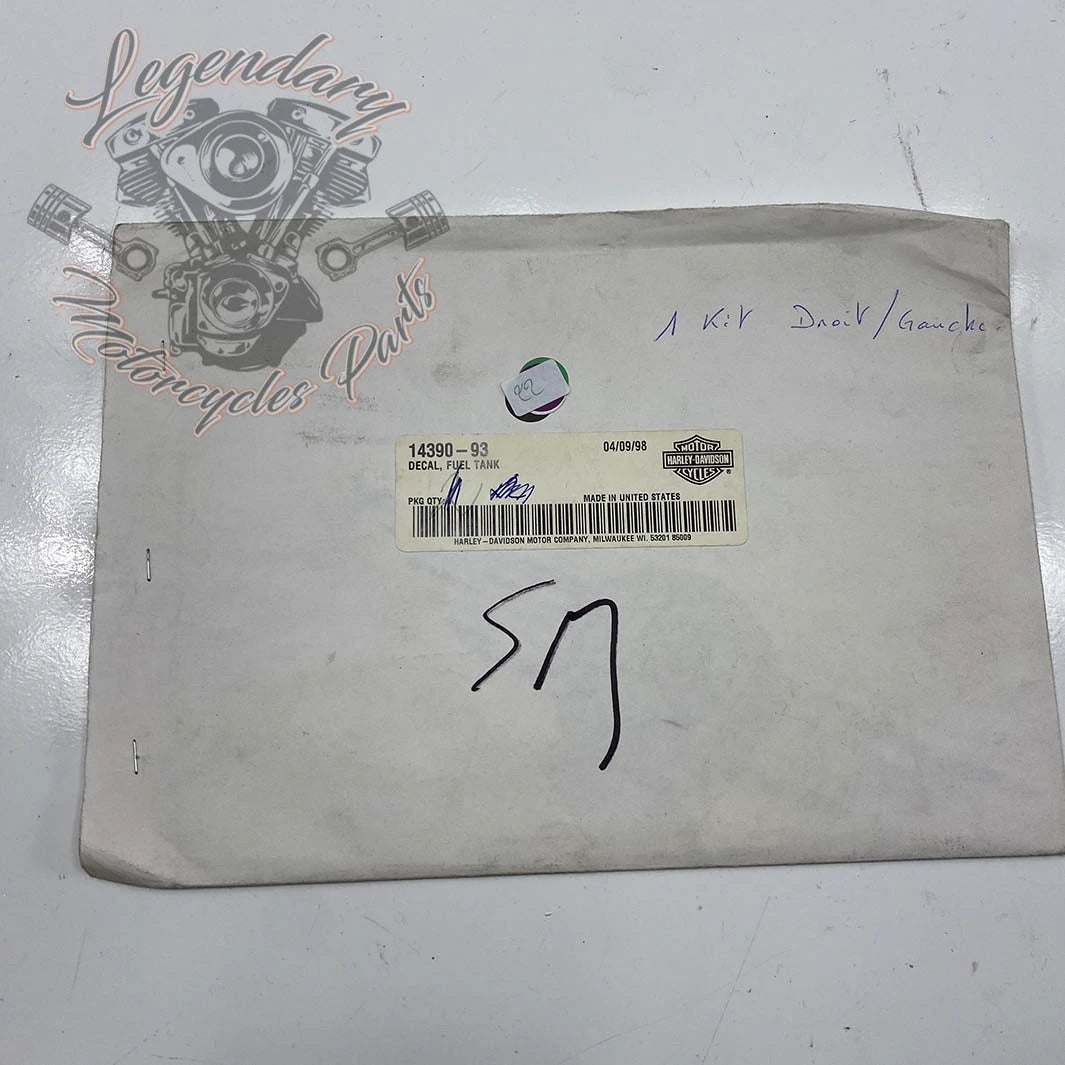 Legendary
Motorcycles Parts
1 Kit Droit/Gauche
22
14390-93
04/09/98
DECAL, FUEL TANK
MOTOR
HARLEY-DAVIDSON
CYCLES
®
PKG QTY
MADE IN UNITED STATES
HARLEY-DAVIDSON MOTOR COMPANY, MILWAUKEE WI. 53201 85009